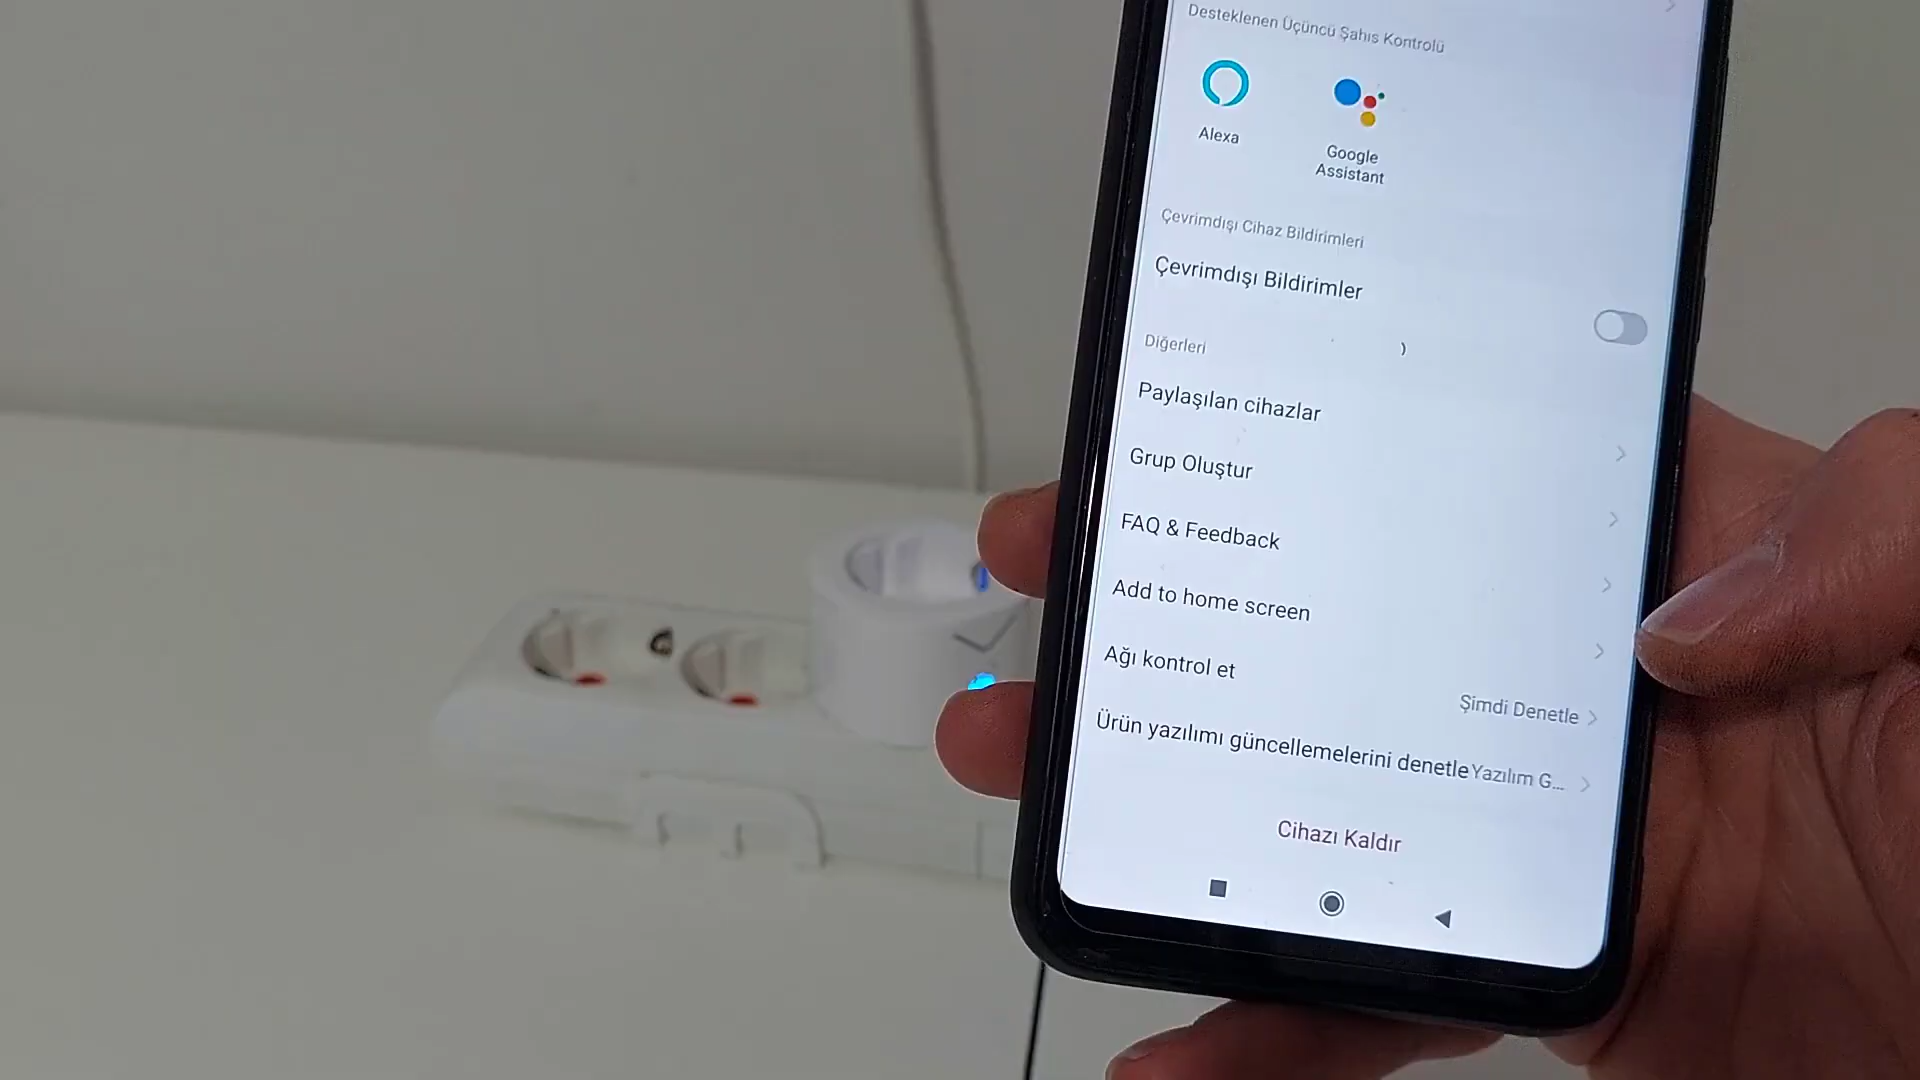 Desteklenen Üçüncü Şahıs Kontrolü
Alexa
Google
Assistant
Çevrimdışı Cihaz Bildirimleri
Çevrimdışı Bildirimler
Diğerleri
Paylaşılan cihazlar
Grup Oluştur
FAQ & Feedback
Add to home screen
Ağı kontrol et
Şimdi Denetle
Ürün yazılımı güncellemelerini denetle Yazılım G...
Cihazı Kaldır